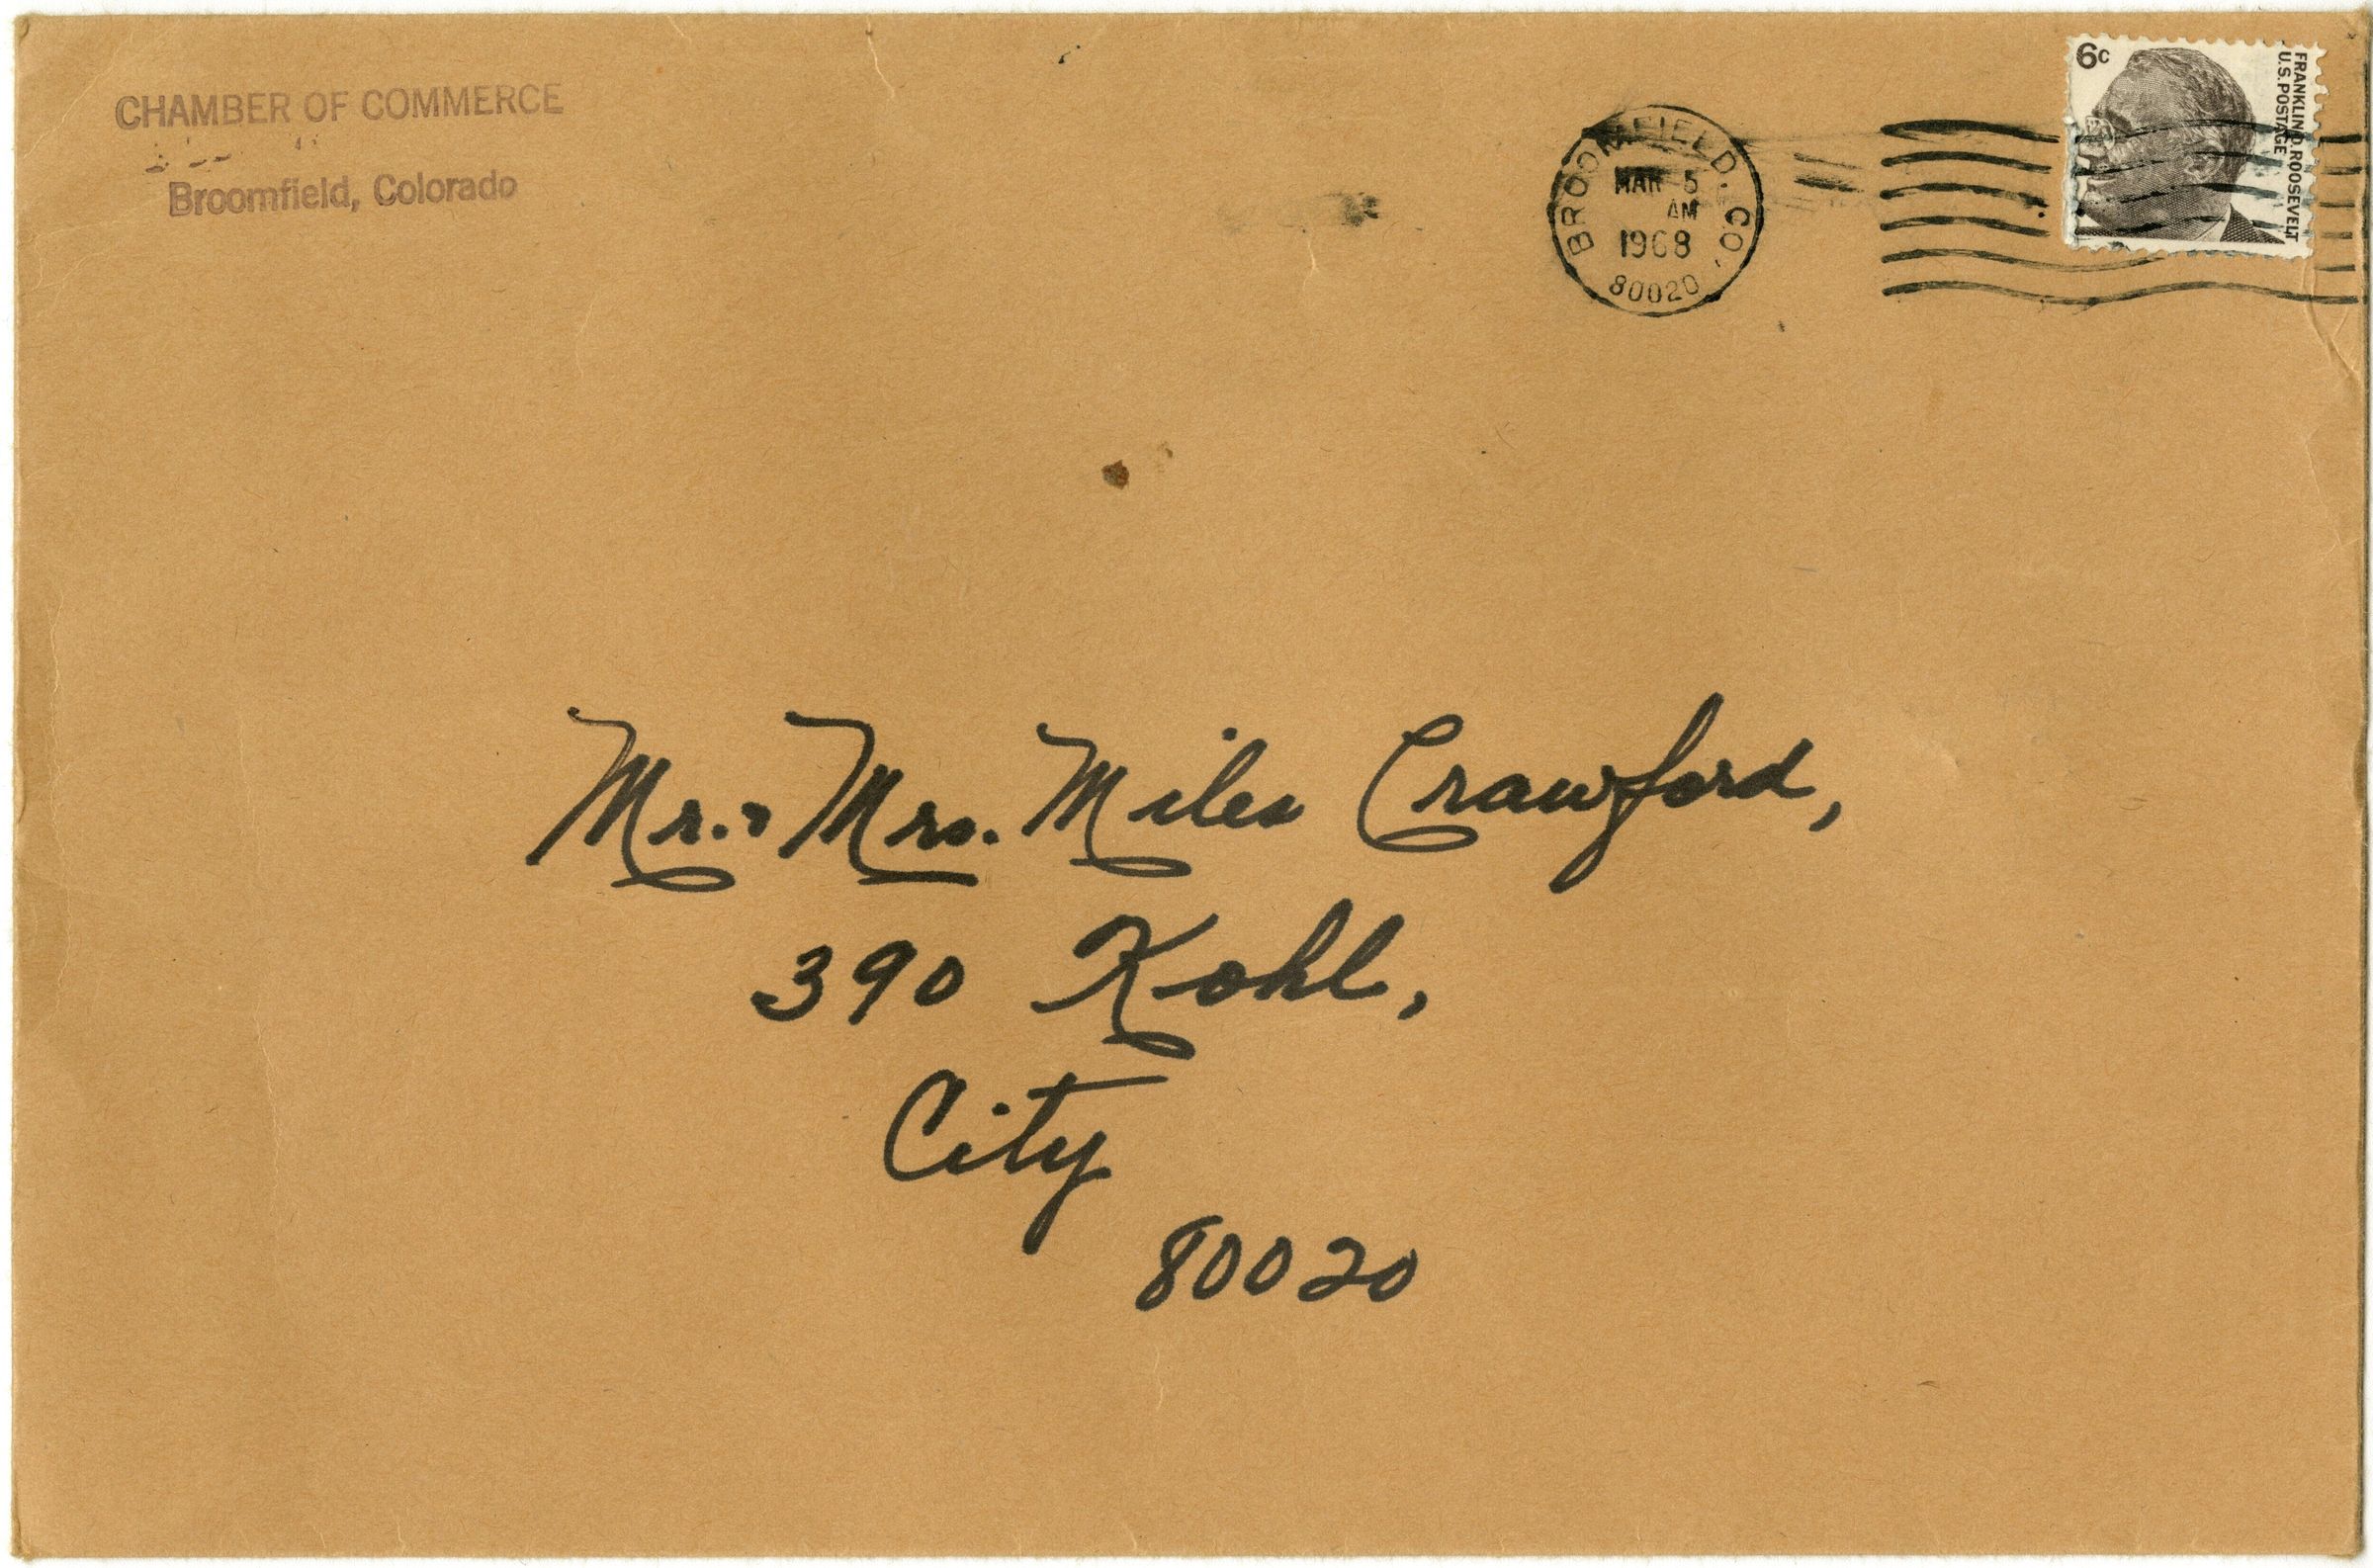 CHAMBER OF COMMERCE
Broomfield, Colorado
BROOMFIELD, CO.
MAR 5
AM
1968
80020
6c
FRANKLIN D. ROOSEVELT
U.S. POSTAGE
Mr. & Mrs. Miles Crawford,
390 Kohl,
City
80020